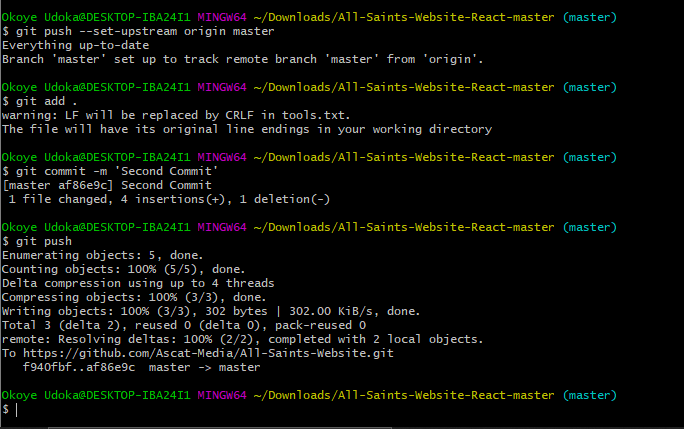 Okoye Udoka@DESKTOP-IBA24I1 MINGW64 ~/Downloads/All-Saints-Website-React-master (master)
$ git push --set-upstream origin master
Everything up-to-date
Branch 'master' set up to track remote branch 'master' from 'origin'.
Okoye Udoka@DESKTOP-IBA24I1 MINGW64 ~/Downloads/All-Saints-Website-React-master (master)
$ git add .
warning: LF will be replaced by CRLF in tools.txt.
The file will have its original line endings in your working directory
Okoye Udoka@DESKTOP-IBA24I1 MINGW64 ~/Downloads/All-Saints-Website-React-master (master)
$ git commit -m 'Second Commit'
[master af86e9c] Second Commit
 1 file changed, 4 insertions(+), 1 deletion(-)
Okoye Udoka@DESKTOP-IBA24I1 MINGW64 ~/Downloads/All-Saints-Website-React-master (master)
$ git push
Enumerating objects: 5, done.
Counting objects: 100% (5/5), done.
Delta compression using up to 4 threads
Compressing objects: 100% (3/3), done.
Writing objects: 100% (3/3), 302 bytes | 302.00 KiB/s, done.
Total 3 (delta 2), reused 0 (delta 0), pack-reused 0
remote: Resolving deltas: 100% (2/2), completed with 2 local objects.
To https://github.com/Ascat-Media/All-Saints-Website.git
   f940fbf..af86e9c  master -> master
Okoye Udoka@DESKTOP-IBA24I1 MINGW64 ~/Downloads/All-Saints-Website-React-master (master)
$